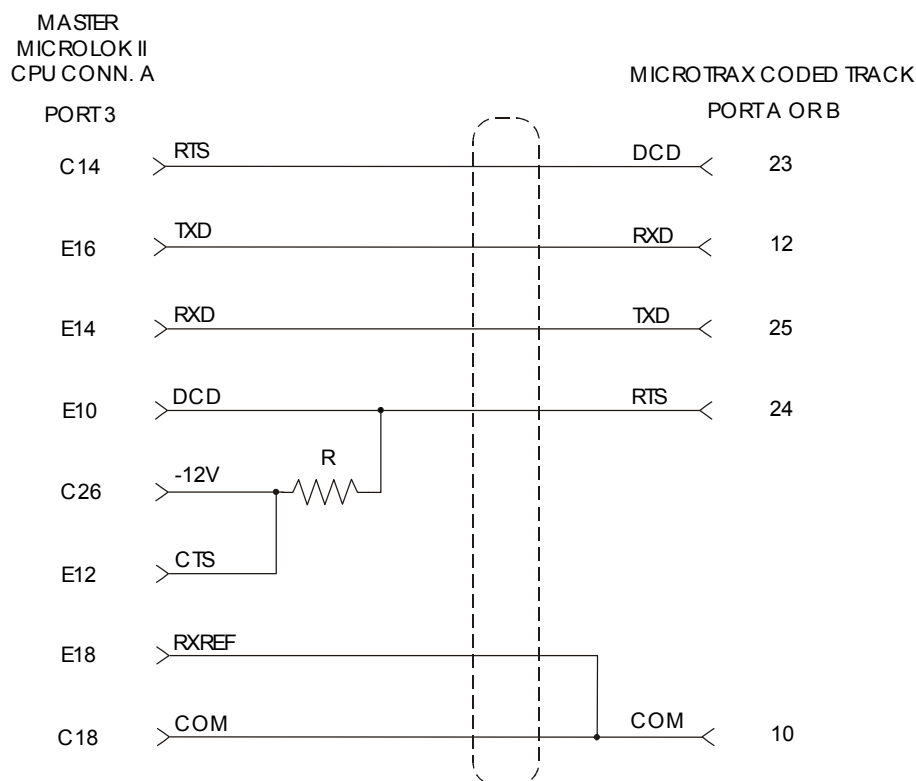 MASTER
MICROLOK II
CPU CONN. A
MICROTRAX CODED TRACK
PORT 3
PORT A OR B
C14 RTS DCD 23
E16 TXD RXD 12
E14 RXD TXD 25
E10 DCD RTS 24
R
C26 -12V
E12 CTS
E18 RXREF
C18 COM COM 10